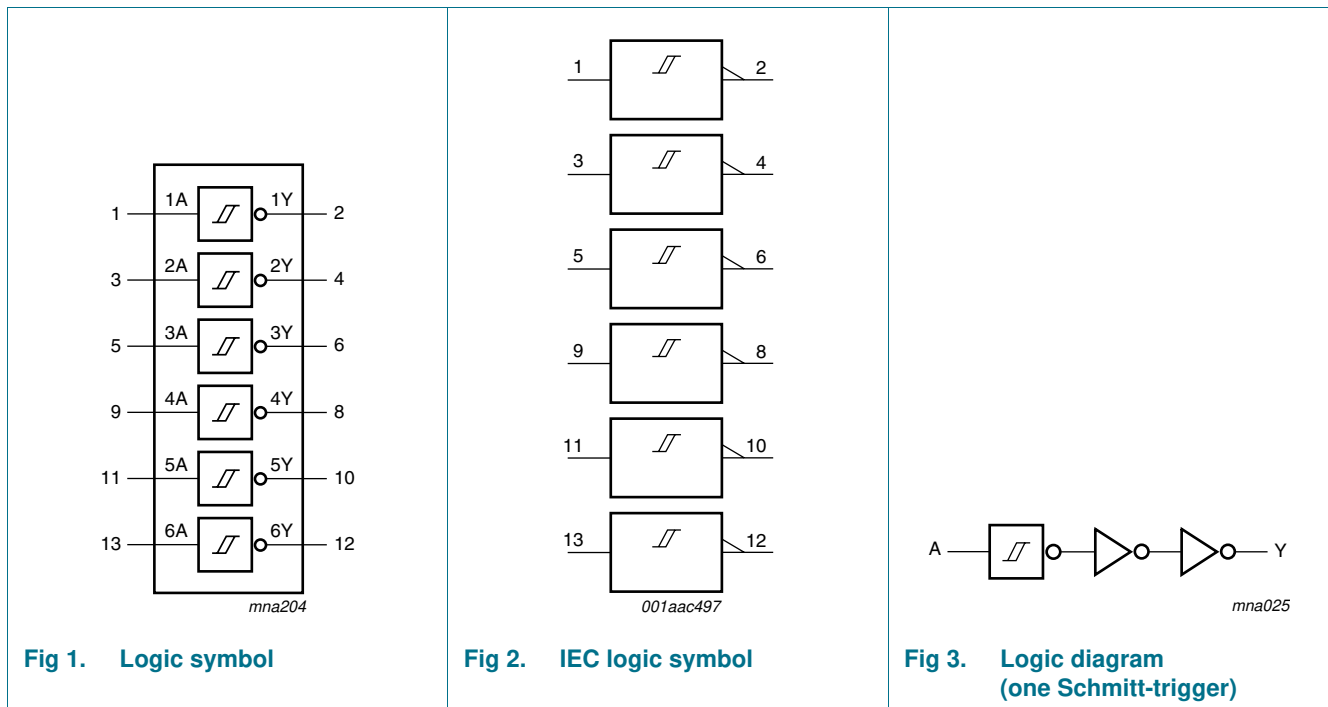 1 1A 1Y 2
3 2A 2Y 4
5 3A 3Y 6
9 4A 4Y 8
11 5A 5Y 10
13 6A 6Y 12
mna204
Fig 1. Logic symbol
1 2
3 4
5 6
9 8
11 10
13 12
001aac497
Fig 2. IEC logic symbol
A Y
mna025
Fig 3. Logic diagram
(one Schmitt-trigger)